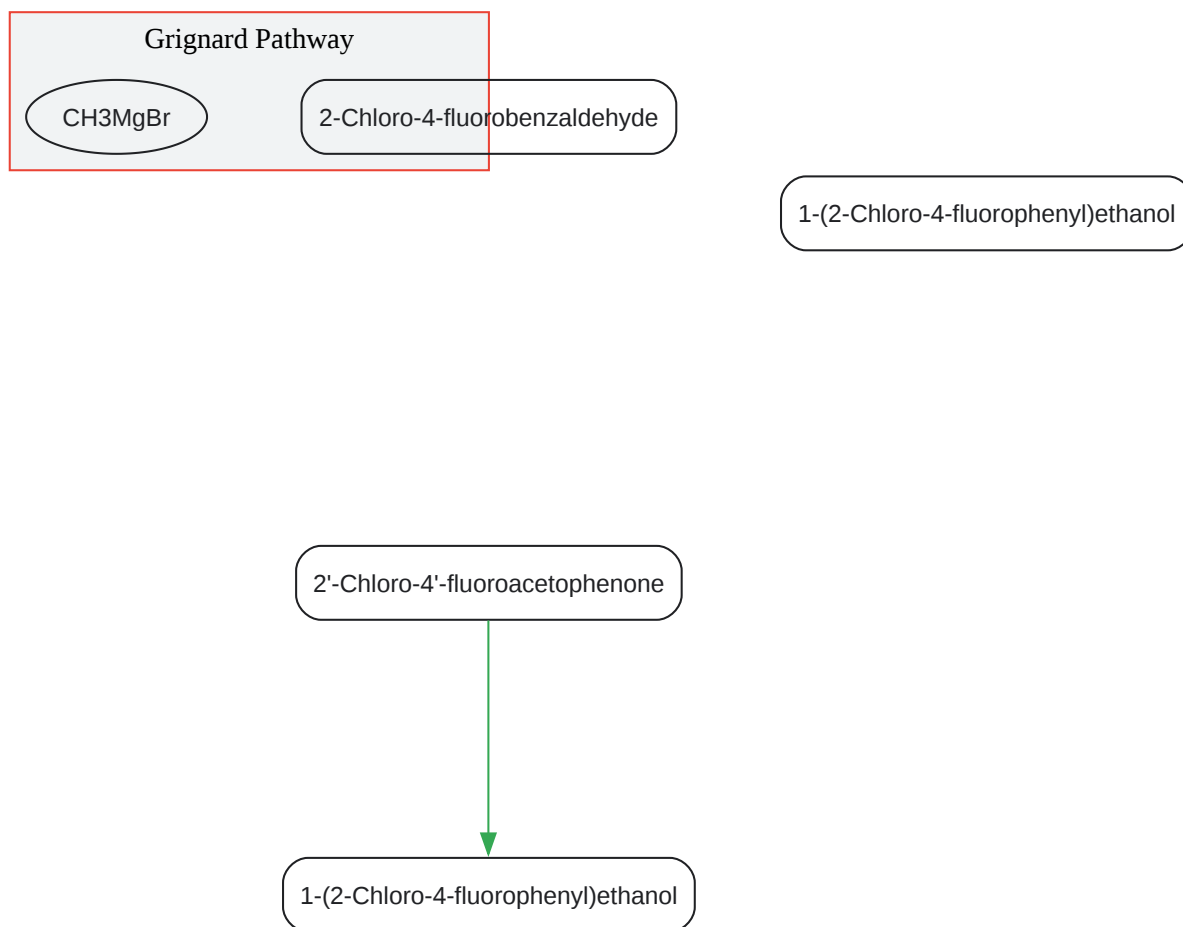 Grignard Pathway
CH3MgBr
2-Chloro-4-fluorobenzaldehyde
1-(2-Chloro-4-fluorophenyl)ethanol
2'-Chloro-4'-fluoroacetophenone
1-(2-Chloro-4-fluorophenyl)ethanol